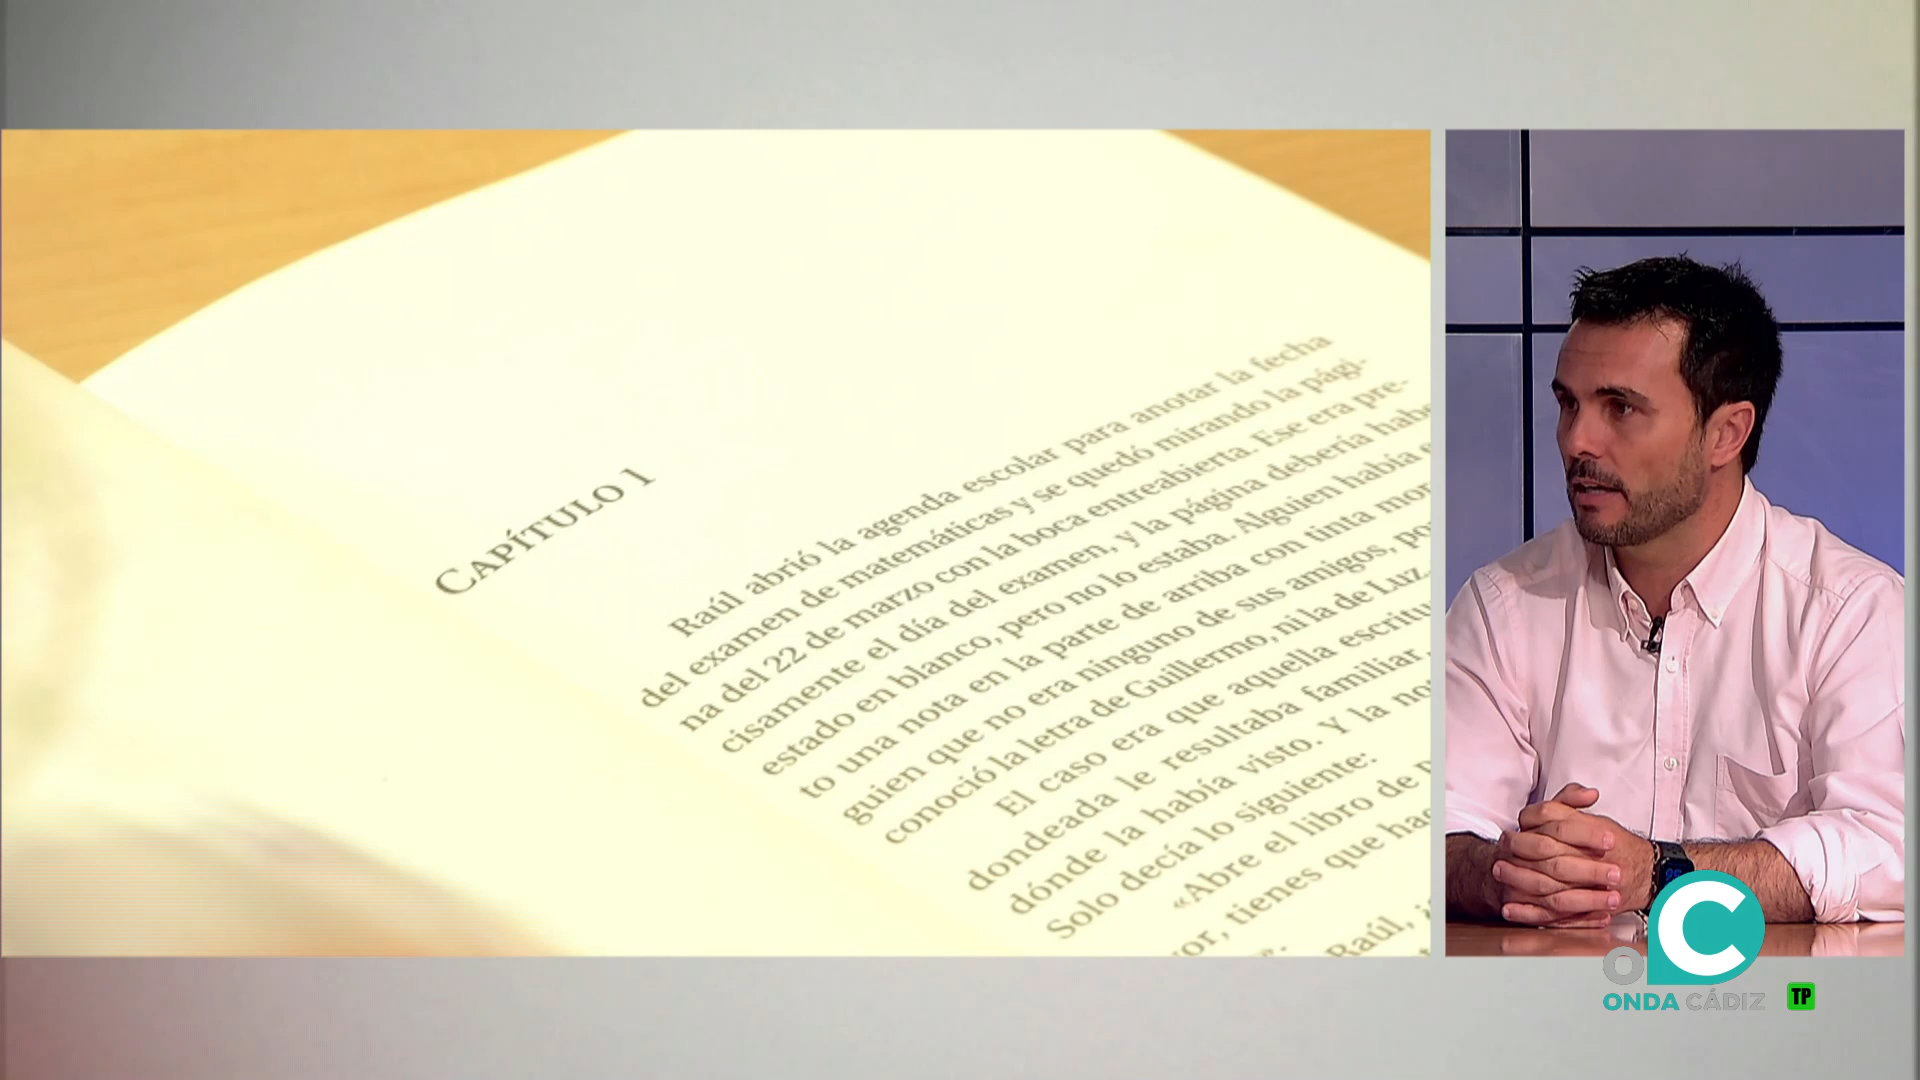 CAPÍTULO 1
Raúl abrió la agenda escolar para anotar la fecha
del examen de matemáticas y se quedó mirando la pági-
na del 22 de marzo con la boca entreabierta. Ese era pre-
cisamente el día del examen, y la página debería habe
estado en blanco, pero no lo estaba. Alguien había e
to una nota en la parte de arriba con tinta mor
guien que no era ninguno de sus amigos, po
conoció la letra de Guillermo, ni la de Luz.
El caso era que aquella escritu
dondeada le resultaba familiar.
dónde la había visto. Y la no
Solo decía lo siguiente:
«Abre el libro de
vor, tienes que hac
Raúl, ¿
OC
ONDA CÁDIZ
TP